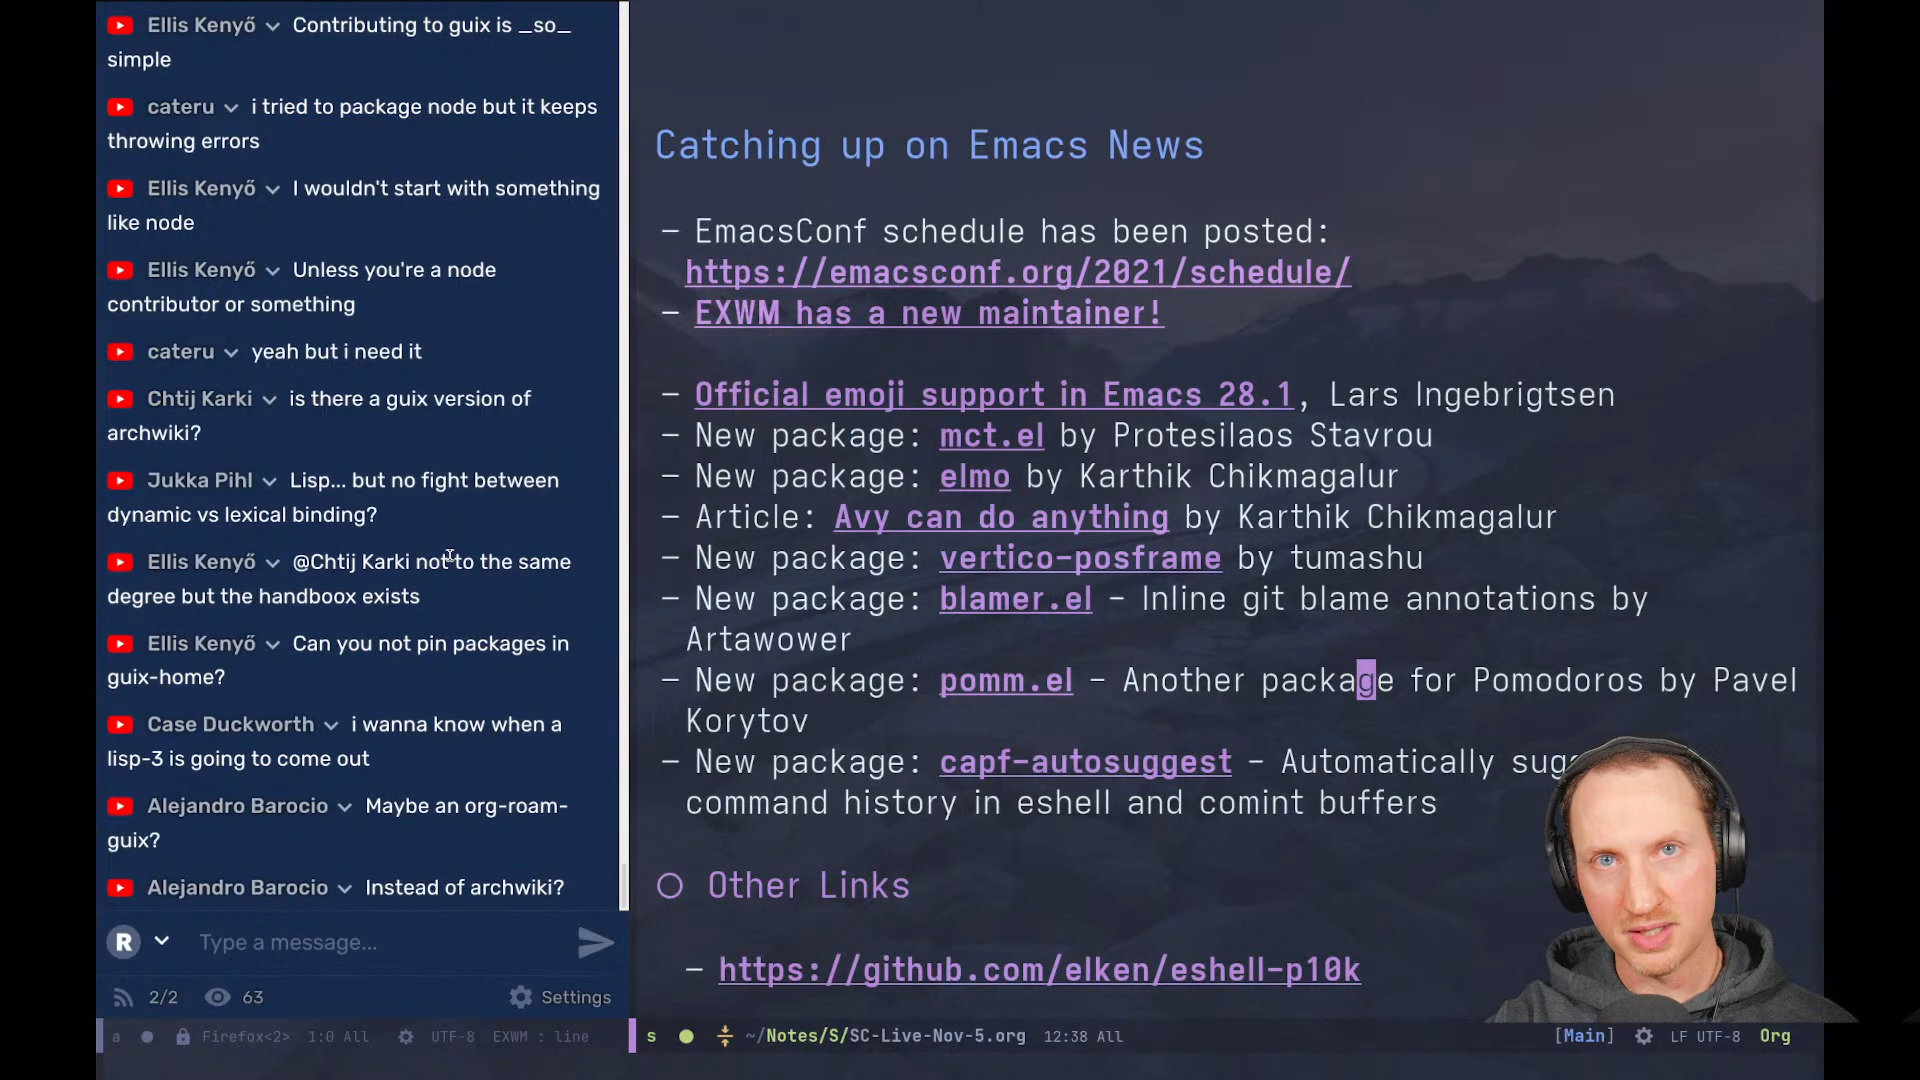 Ellis Kenyő Contributing to guix is _so_
simple
cateru i tried to package node but it keeps
throwing errors
Ellis Kenyő I wouldn't start with something
like node
Ellis Kenyő Unless you're a node
contributor or something
cateru yeah but i need it
Chtij Karki is there a guix version of
archwiki?
Jukka Pihl Lisp... but no fight between
dynamic vs lexical binding?
Ellis Kenyő @Chtij Karki not to the same
degree but the handboox exists
Ellis Kenyő Can you not pin packages in
guix-home?
Case Duckworth i wanna know when a
lisp-3 is going to come out
Alejandro Barocio Maybe an org-roam-
guix?
Alejandro Barocio Instead of archwiki?
R Type a message...
2/2 63 Settings
a Firefox<2> 1:0 All UTF-8 EXWM : line
Catching up on Emacs News
- EmacsConf schedule has been posted:
https://emacsconf.org/2021/schedule/
- EXWM has a new maintainer!
- Official emoji support in Emacs 28.1, Lars Ingebrigtsen
- New package: mct.el by Protesilaos Stavrou
- New package: elmo by Karthik Chikmagalur
- Article: Avy can do anything by Karthik Chikmagalur
- New package: vertico-posframe by tumashu
- New package: blamer.el - Inline git blame annotations by
Artawower
- New package: pomm.el - Another package for Pomodoros by Pavel
Korytov
- New package: capf-autosuggest - Automatically
command history in eshell and comint buffers
Other Links
- https://github.com/elken/eshell-p10k
s ~/Notes/S/SC-Live-Nov-5.org 12:38 All [Main] LF UTF-8 Org